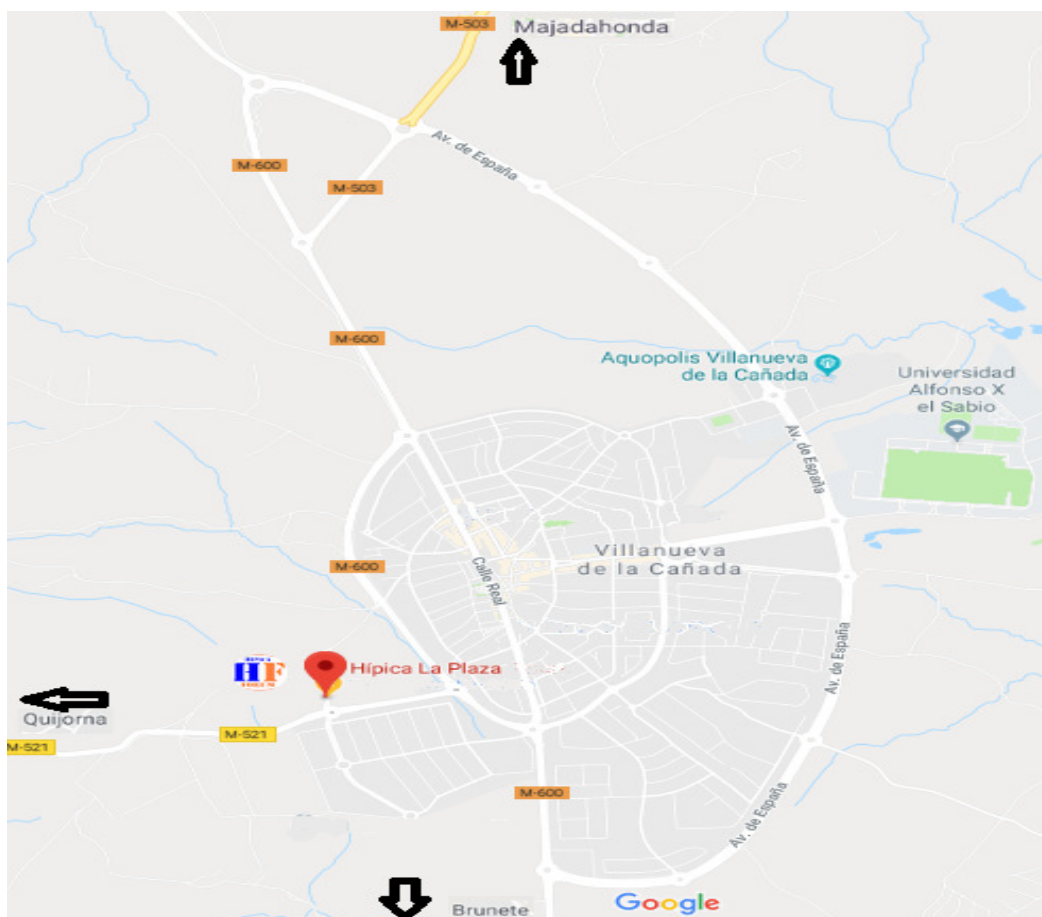 M-503
Majadahonda
Av. de España
M-600
M-503
M-600
Aquopolis Villanueva
de la Cañada
Universidad
Alfonso X
el Sabio
Av. de España
Villanueva
de la Cañada
M-600
Calle Real
Av. de España
HF
Hípica La Plaza
Quijorna
M-521
M-521
M-600
Av. de España
Brunete
Google